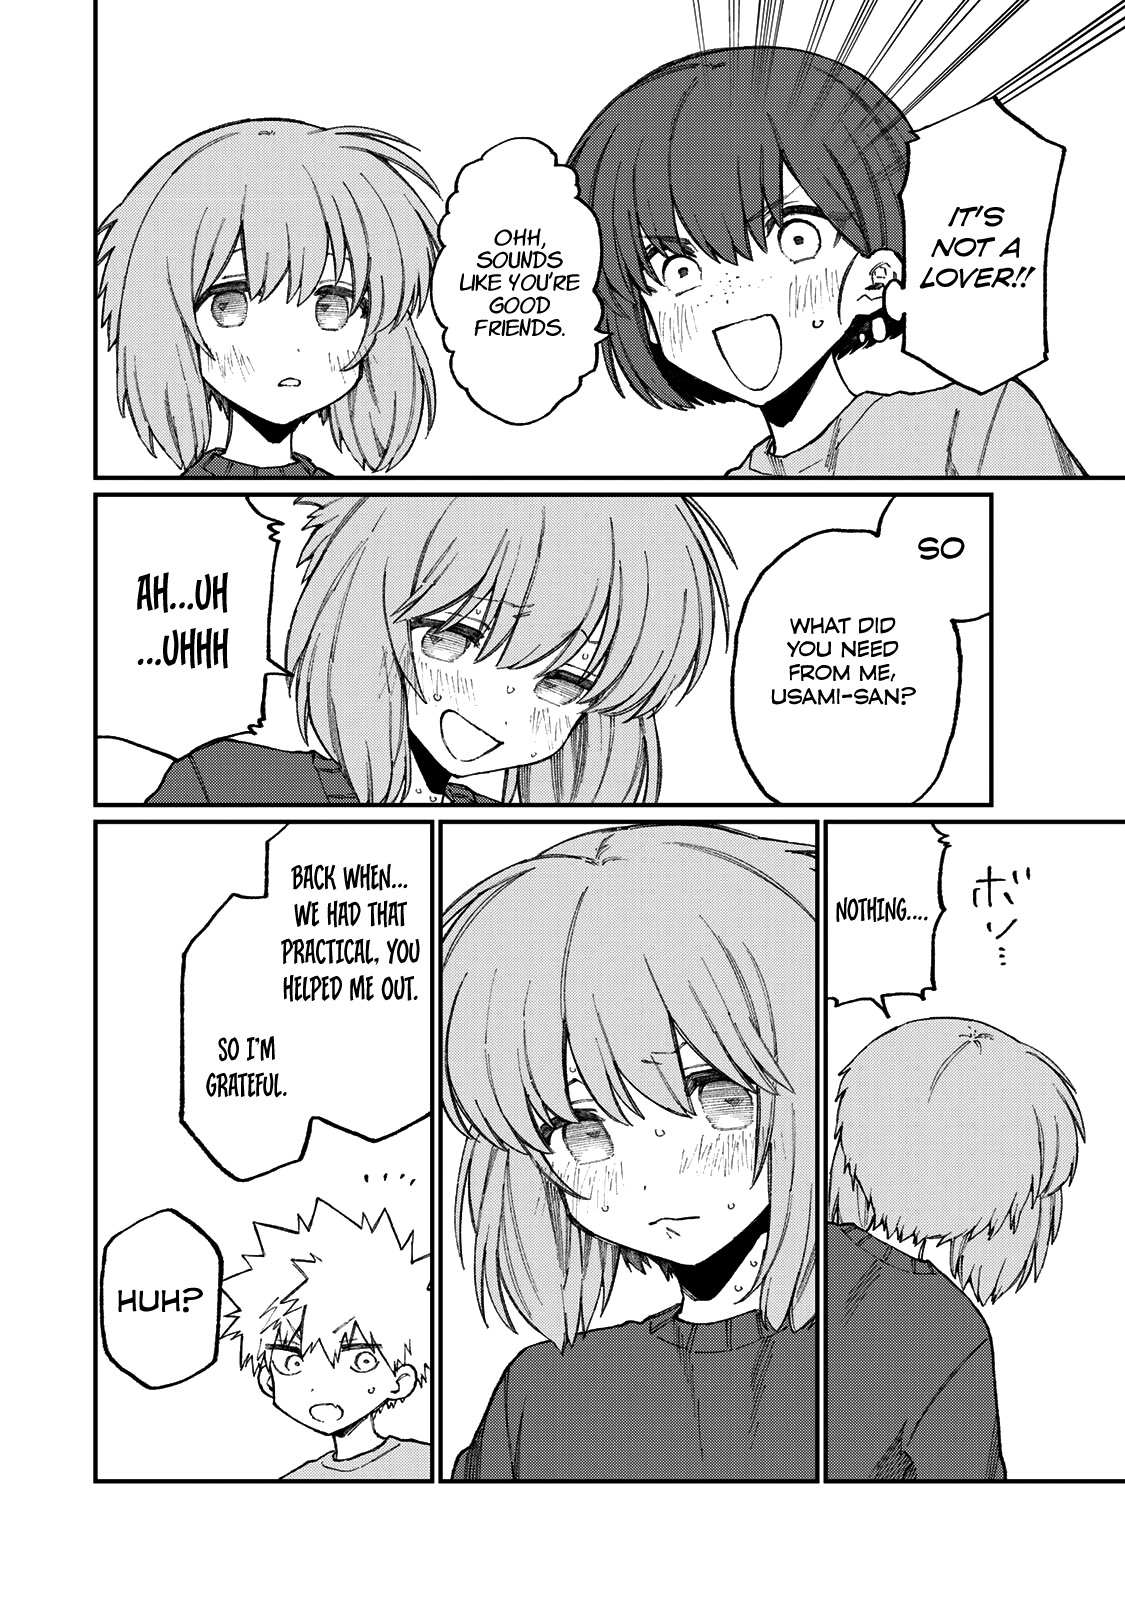 IT'S
NOT A
LOVER!!
OHH,
SOUNDS
LIKE YOU'RE
GOOD
FRIENDS.
SO
WHAT DID
YOU NEED
FROM ME,
USAMI-SAN?
AH...UH
...UHHH
ボソ…
NOTHING....
BACK WHEN...
WE HAD THAT
PRACTICAL, YOU
HELPED ME OUT.
SO I'M
GRATEFUL.
HUH?